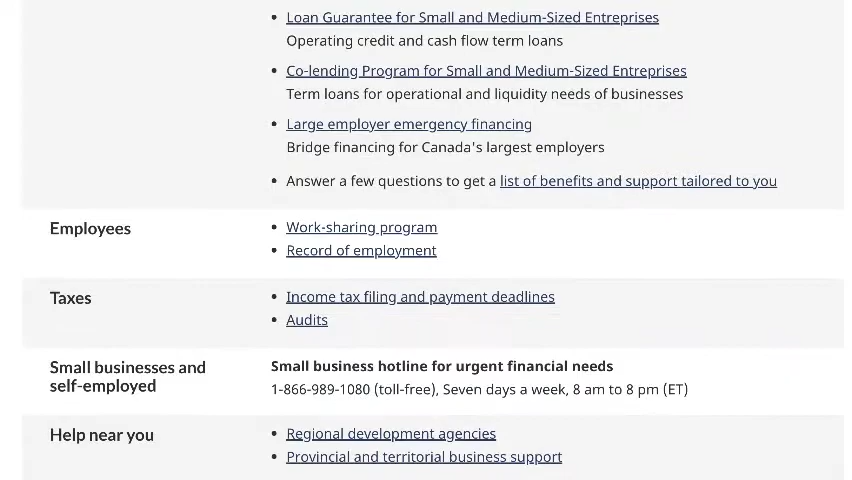 Loan Guarantee for Small and Medium-Sized Entreprises
Operating credit and cash flow term loans
Co-lending Program for Small and Medium-Sized Entreprises
Term loans for operational and liquidity needs of businesses
Large employer emergency financing
Bridge financing for Canada's largest employers
Answer a few questions to get a list of benefits and support tailored to you
Employees
Work-sharing program
Record of employment
Taxes
Income tax filing and payment deadlines
Audits
Small businesses and
self-employed
Small business hotline for urgent financial needs
1-866-989-1080 (toll-free), Seven days a week, 8 am to 8 pm (ET)
Help near you
Regional development agencies
Provincial and territorial business support